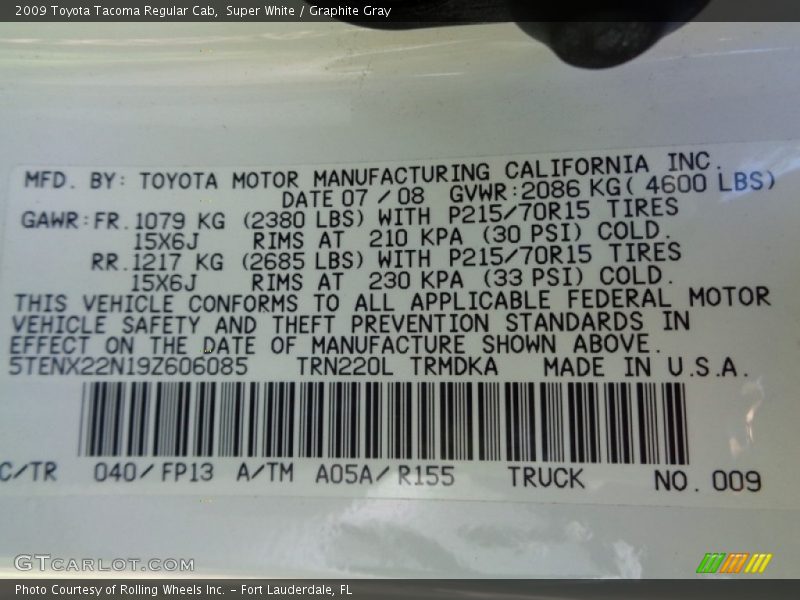 2009 Toyota Tacoma Regular Cab,  Super White / Graphite Gray
MFD. BY: TOYOTA MOTOR MANUFACTURING CALIFORNIA INC.
DATE 07/08 GVWR:2086 KG( 4600 LBS)
GAWR:FR.1079 KG (2380 LBS) WITH P215/70R15 TIRES
15X6J RIMS AT 210 KPA (30 PSI) COLD.
RR.1217 KG (2685 LBS) WITH P215/70R15 TIRES
15X6J RIMS AT 230 KPA (33 PSI) COLD.
THIS VEHICLE CONFORMS TO ALL APPLICABLE FEDERAL MOTOR
VEHICLE SAFETY AND THEFT PREVENTION STANDARDS IN
EFFECT ON THE DATE OF MANUFACTURE SHOWN ABOVE.
5TENX22N19Z606085 TRN220L TRMDKA MADE IN U.S.A.
C/TR 040/FP13 A/TM A05A/R155 TRUCK NO. 009
GTCARLOT.COM
Photo Courtesy of Rolling Wheels Inc. – Fort Lauderdale, FL